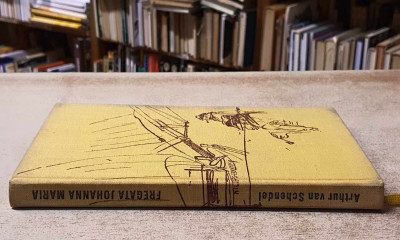 Arthur van Schendel
FREGATA JOHANNA MARIA